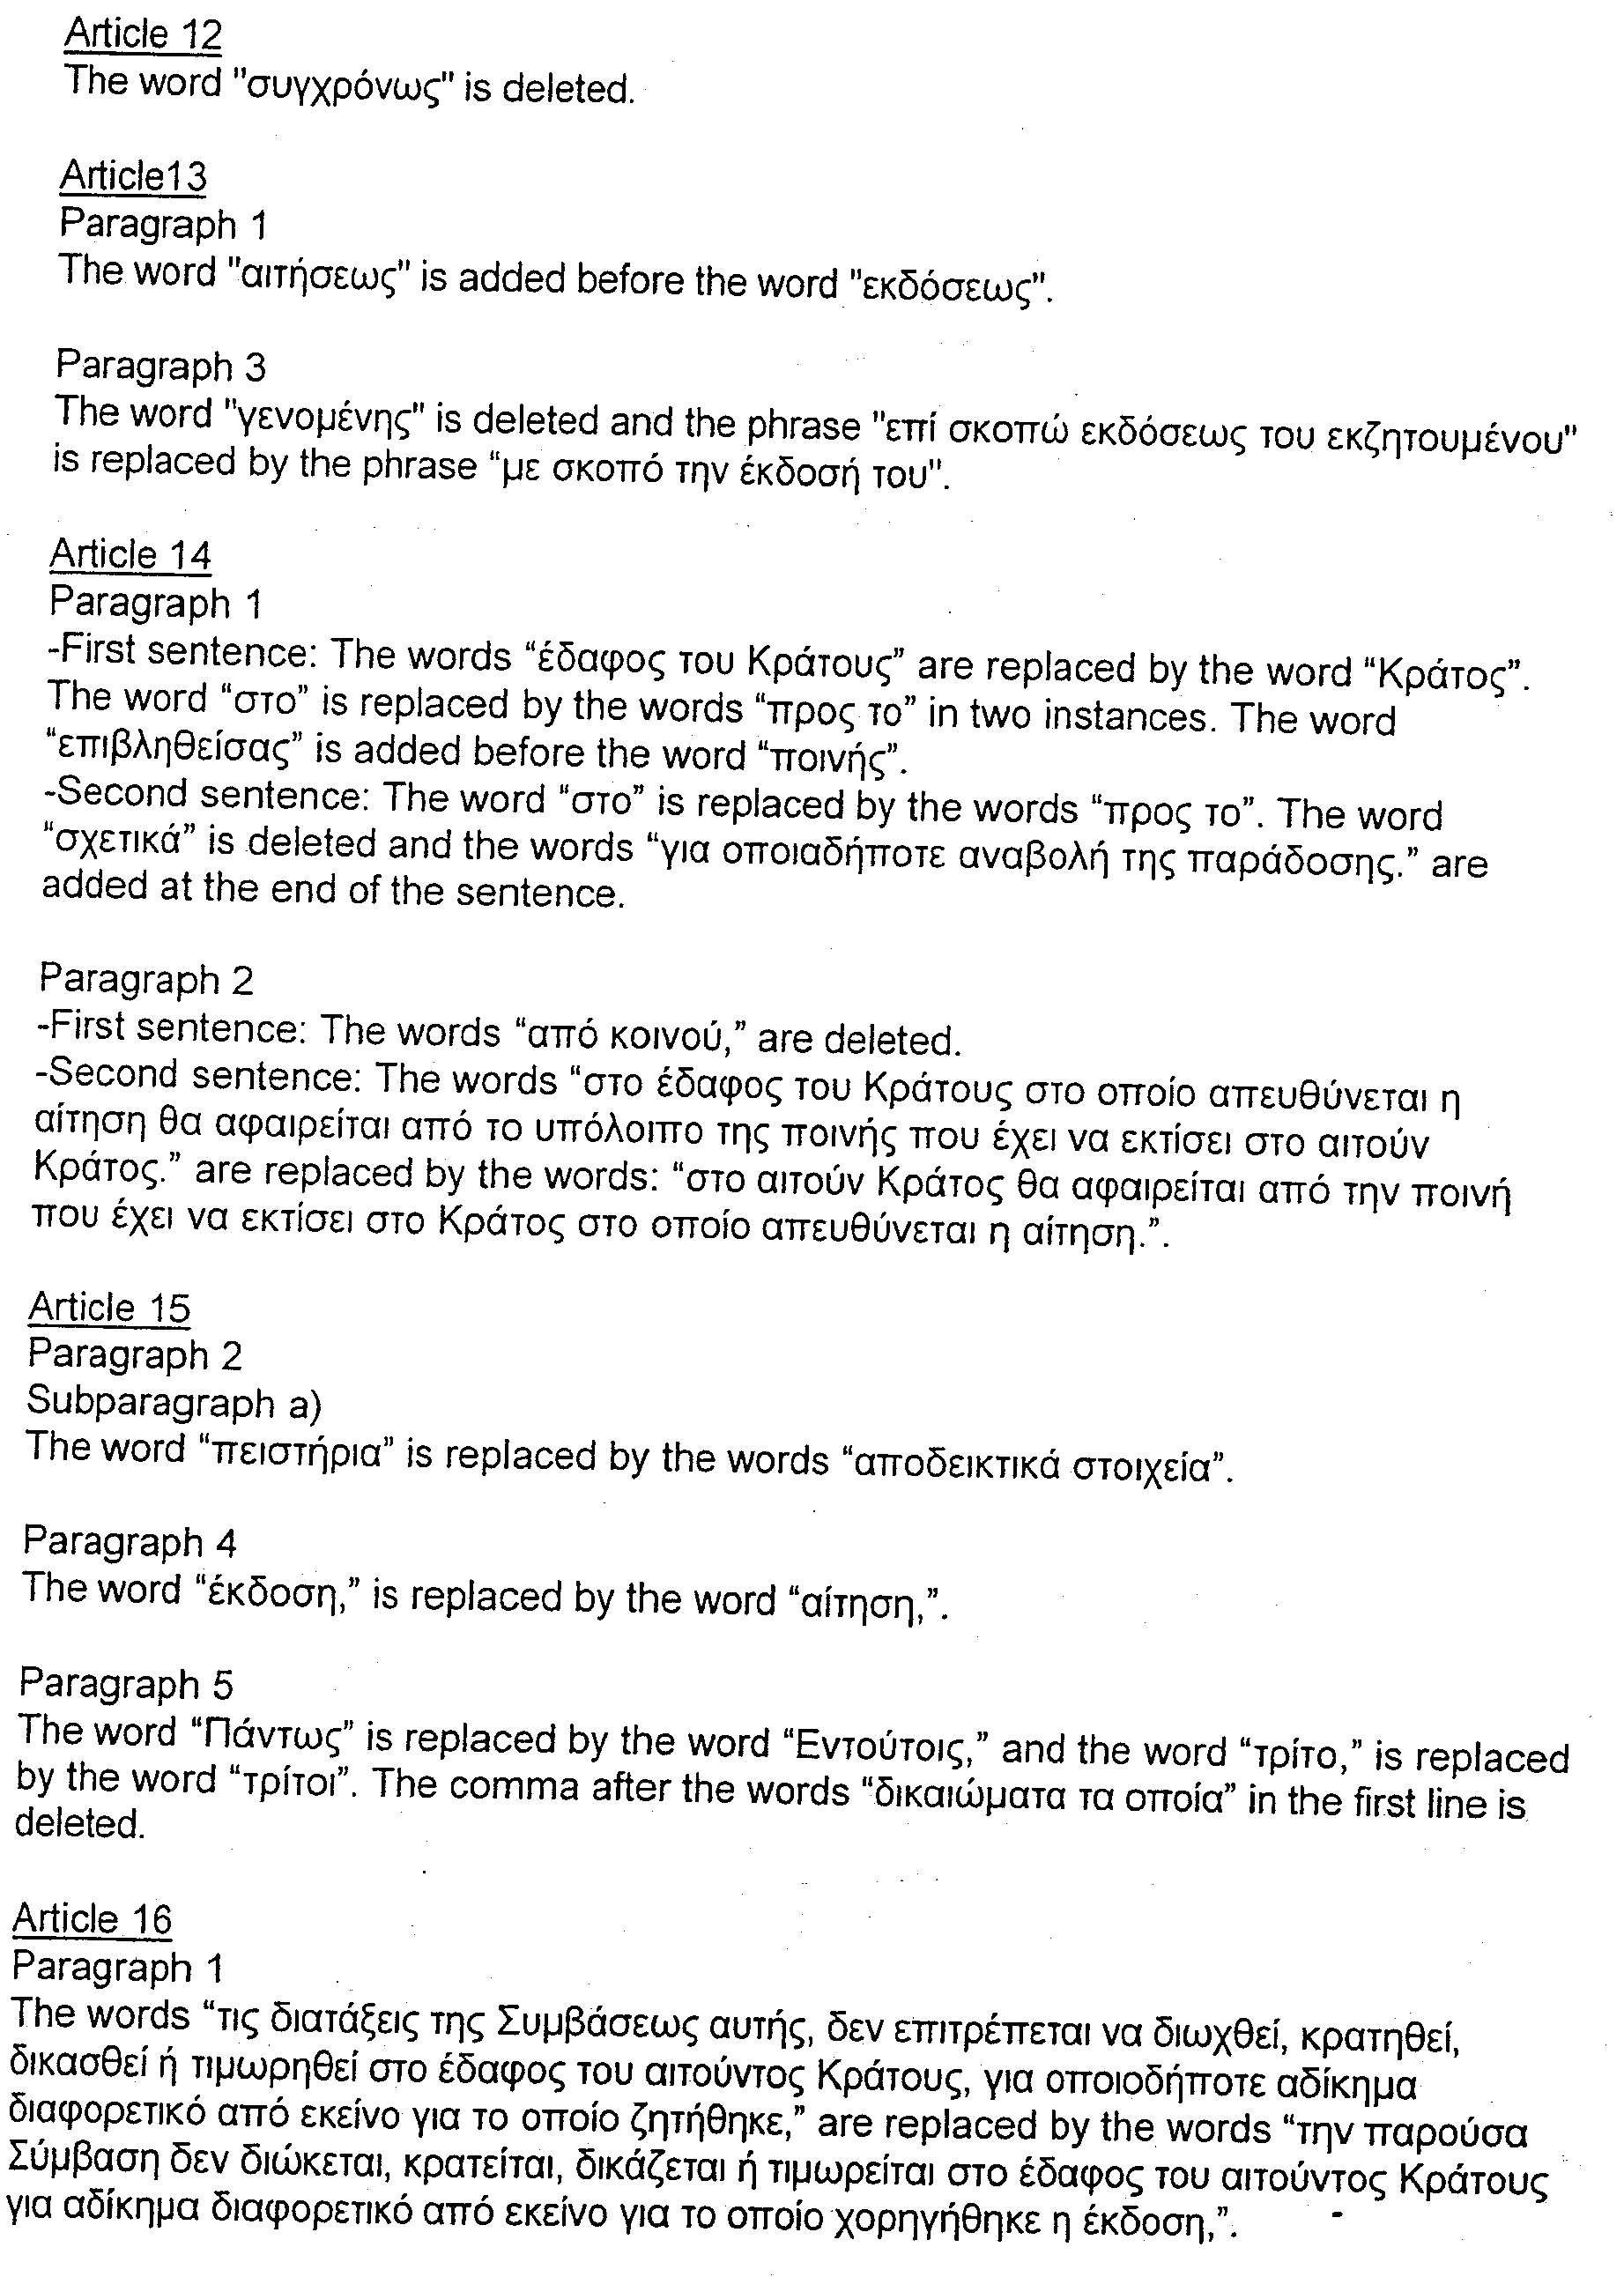 Article 12
The word "συγχρόνως" is deleted.
Article13
Paragraph 1
The word "αιτήσεως" is added before the word "εκδόσεως".
Paragraph 3
The word "γενομένης" is deleted and the phrase "επί σκοπώ εκδόσεως του εκζητουμένου"
is replaced by the phrase “με σκοπό την έκδοσή του".
Article 14
Paragraph 1
-First sentence: The words “έδαφος του Κράτους” are replaced by the word “Κράτος”.
The word “στο” is replaced by the words “προς το” in two instances. The word
“επιβληθείσας” is added before the word “ποινής”.
-Second sentence: The word “στο” is replaced by the words “προς το”. The word
“σχετικά” is deleted and the words “για οποιαδήποτε αναβολή της παράδοσης.” are
added at the end of the sentence.
Paragraph 2
-First sentence: The words “από κοινού,” are deleted.
-Second sentence: The words “στο έδαφος του Κράτους στο οποίο απευθύνεται η
αίτηση θα αφαιρείται από το υπόλοιπο της ποινής που έχει να εκτίσει στο αιτούν
Κράτος.” are replaced by the words: “στο αιτούν Κράτος θα αφαιρείται από την ποινή
που έχει να εκτίσει στο Κράτος στο οποίο απευθύνεται η αίτηση.”.
Article 15
Paragraph 2
Subparagraph a)
The word “πειστήρια” is replaced by the words “αποδεικτικά στοιχεία”.
Paragraph 4
The word “έκδοση,” is replaced by the word “αίτηση,”.
Paragraph 5
The word “Πάντως” is replaced by the word “Εντούτοις,” and the word “τρίτο,” is replaced
by the word “τρίτοι”. The comma after the words “δικαιώματα τα οποία” in the first line is
deleted.
Article 16
Paragraph 1
The words “τις διατάξεις της Συμβάσεως αυτής, δεν επιτρέπεται να διωχθεί, κρατηθεί,
δικασθεί ή τιμωρηθεί στο έδαφος του αιτούντος Κράτους, για οποιοδήποτε αδίκημα
διαφορετικό από εκείνο για το οποίο ζητήθηκε,” are replaced by the words “την παρούσα
Σύμβαση δεν διώκεται, κρατείται, δικάζεται ή τιμωρείται στο έδαφος του αιτούντος Κράτους
για αδίκημα διαφορετικό από εκείνο για το οποίο χορηγήθηκε η έκδοση,”.